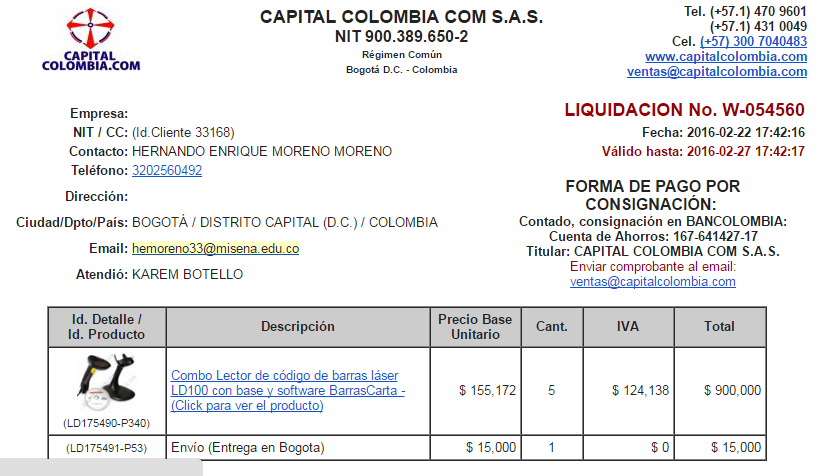 CAPITAL
COLOMBIA.COM
CAPITAL COLOMBIA COM S.A.S.
NIT 900.389.650-2
Régimen Común
Bogotá D.C. - Colombia
Tel. (+57.1) 470 9601
(+57.1) 431 0049
Cel. (+57) 300 7040483
www.capitalcolombia.com
ventas@capitalcolombia.com
Empresa:
NIT / CC: (Id.Cliente 33168)
Contacto: HERNANDO ENRIQUE MORENO MORENO
Teléfono: 3202560492
Dirección:
Ciudad/Dpto/País: BOGOTÁ / DISTRITO CAPITAL (D.C.) / COLOMBIA
Email: hemoreno33@misena.edu.co
Atendió: KAREM BOTELLO
LIQUIDACION No. W-054560
Fecha: 2016-02-22 17:42:16
Válido hasta: 2016-02-27 17:42:17
FORMA DE PAGO POR
CONSIGNACIÓN:
Contado, consignación en BANCOLOMBIA:
Cuenta de Ahorros: 167-641427-17
Titular: CAPITAL COLOMBIA COM S.A.S.
Enviar comprobante al email:
ventas@capitalcolombia.com
Id. Detalle /
Id. Producto
Descripción
Precio Base
Unitario
Cant.
IVA
Total
(LD175490-P340)
Combo Lector de código de barras láser
LD100 con base y software BarrasCarta -
(Click para ver el producto)
$ 155,172
5
$ 124,138
$ 900,000
(LD175491-P53)
Envío (Entrega en Bogota)
$ 15,000
1
$ 0
$ 15,000